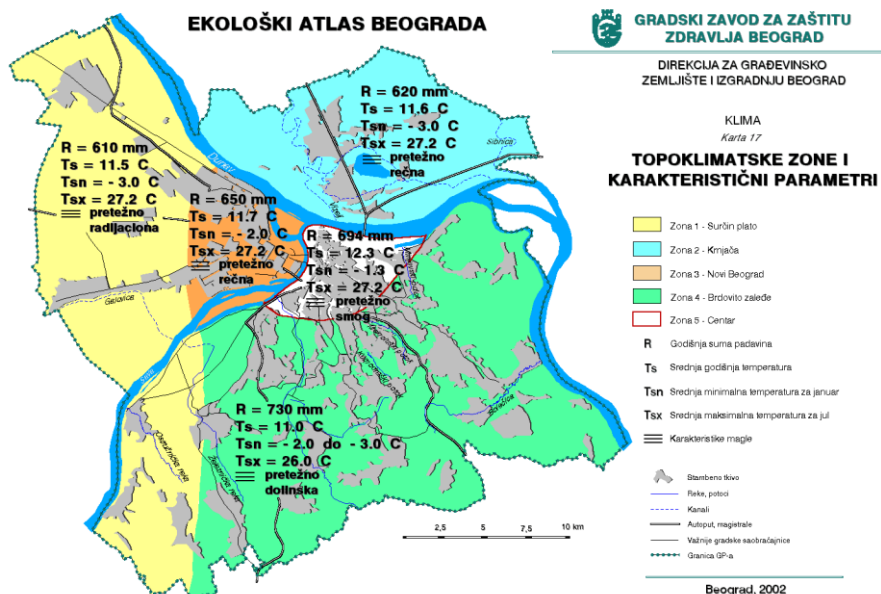 EKOLOŠKI ATLAS BEOGRADA
GRADSKI ZAVOD ZA ZAŠTITU
ZDRAVLJA BEOGRAD
DIREKCIJA ZA GRAĐEVINSKO
ZEMLJIŠTE I IZGRADNJU BEOGRAD
KLIMA
Karta 17
TOPOKLIMATSKE ZONE I
KARAKTERISTIČNI PARAMETRI
Zona 1 - Surčin plato
Zona 2 - Krnjača
Zona 3 - Novi Beograd
Zona 4 - Brdovito zaleđe
Zona 5 - Centar
R Godišnja suma padavina
Ts Srednja godišnja temperatura
Tsn Srednja minimalna temperatura za januar
Tsx Srednja maksimalna temperatura za jul
Karakteristike magle
Stambeno tkivo
Reke, potoci
Kanali
Autoput, magistrale
Važnije gradske saobraćajnice
Granica GP-a
Beograd, 2002
R = 620 mm
Ts = 11.6 C
Tsn = - 3.0 C
Tsx = 27.2 C
pretežno
rečna
R = 610 mm
Ts = 11.5 C
Tsn = - 3.0 C
Tsx = 27.2 C
pretežno
radijaciona
R = 650 mm
Ts = 11.7 C
Tsn = - 2.0 C
Tsx = 27.2 C
pretežno
rečna
R = 694 mm
Ts = 12.3 C
Tsn = - 1.3 C
Tsx = 27.2 C
pretežno
smog
R = 730 mm
Ts = 11.0 C
Tsn = - 2.0 do - 3.0 C
Tsx = 26.0 C
pretežno
dolinska
Dunav
Sibnica
Vizelj
Galovica
Sava
2,5 5 7,5 10 km